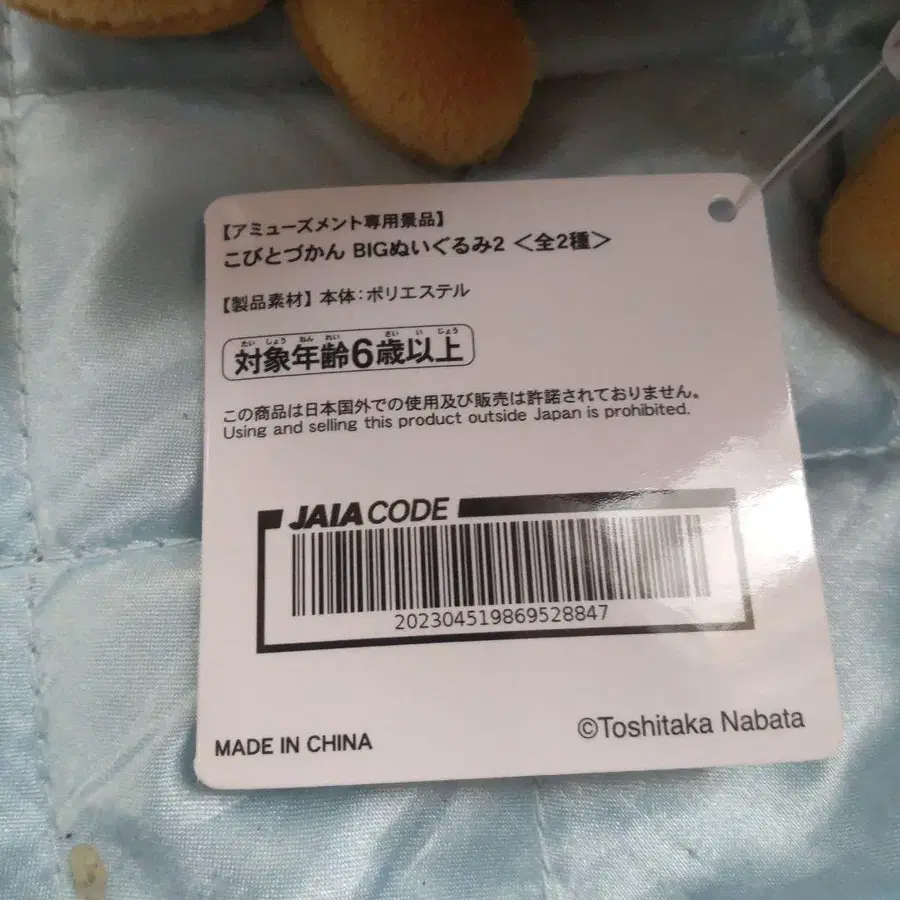 【アミューズメント専用景品】
こびとづかん BIGぬいぐるみ2 <全2種>
【製品素材】本体:ポリエステル
たいしょうねんれい さいいじょう
対象年齢6歳以上
この商品は日本国外での使用及び販売は許諾されておりません。
Using and selling this product outside Japan is prohibited.
JAIA CODE
202304519869528847
MADE IN CHINA
©Toshitaka Nabata